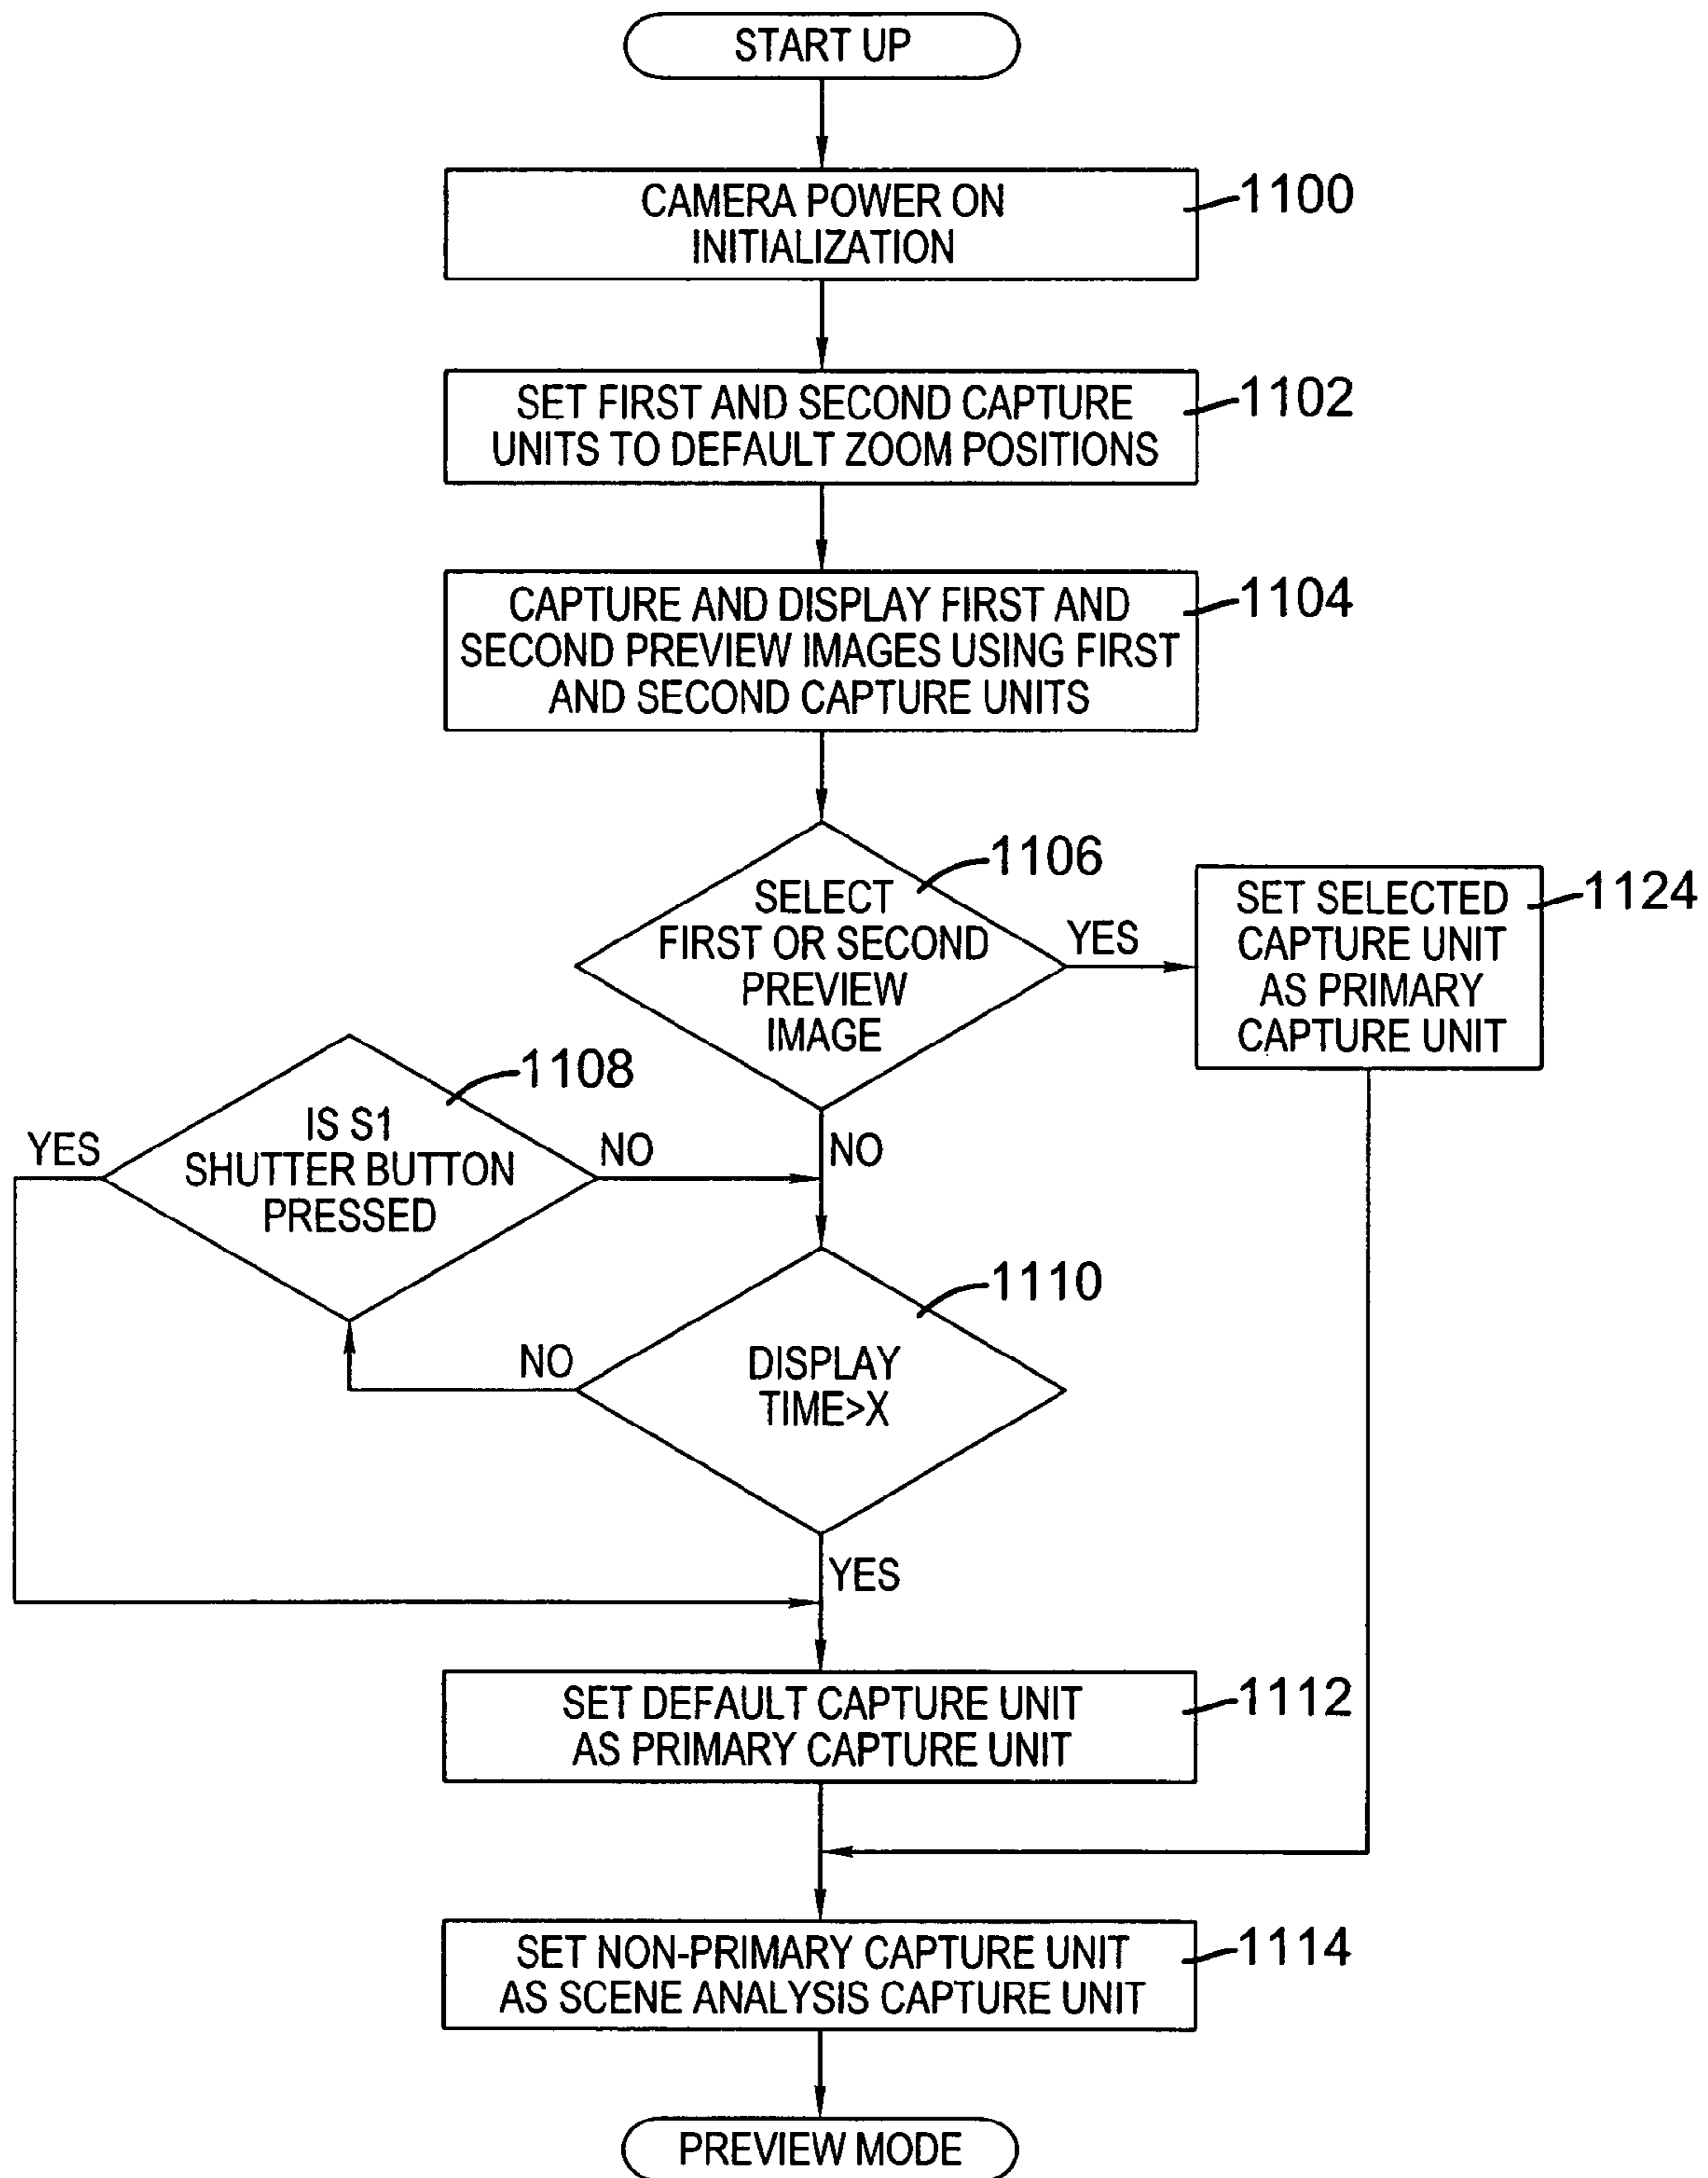 START UP
CAMERA POWER ON
INITIALIZATION
1100
SET FIRST AND SECOND CAPTURE
UNITS TO DEFAULT ZOOM POSITIONS
1102
CAPTURE AND DISPLAY FIRST AND
SECOND PREVIEW IMAGES USING FIRST
AND SECOND CAPTURE UNITS
1104
SELECT
FIRST OR SECOND
PREVIEW
IMAGE
1106
YES
SET SELECTED
CAPTURE UNIT
AS PRIMARY
CAPTURE UNIT
1124
NO
IS S1
SHUTTER BUTTON
PRESSED
1108
YES
NO
DISPLAY
TIME>X
1110
NO
YES
SET DEFAULT CAPTURE UNIT
AS PRIMARY CAPTURE UNIT
1112
SET NON-PRIMARY CAPTURE UNIT
AS SCENE ANALYSIS CAPTURE UNIT
1114
PREVIEW MODE